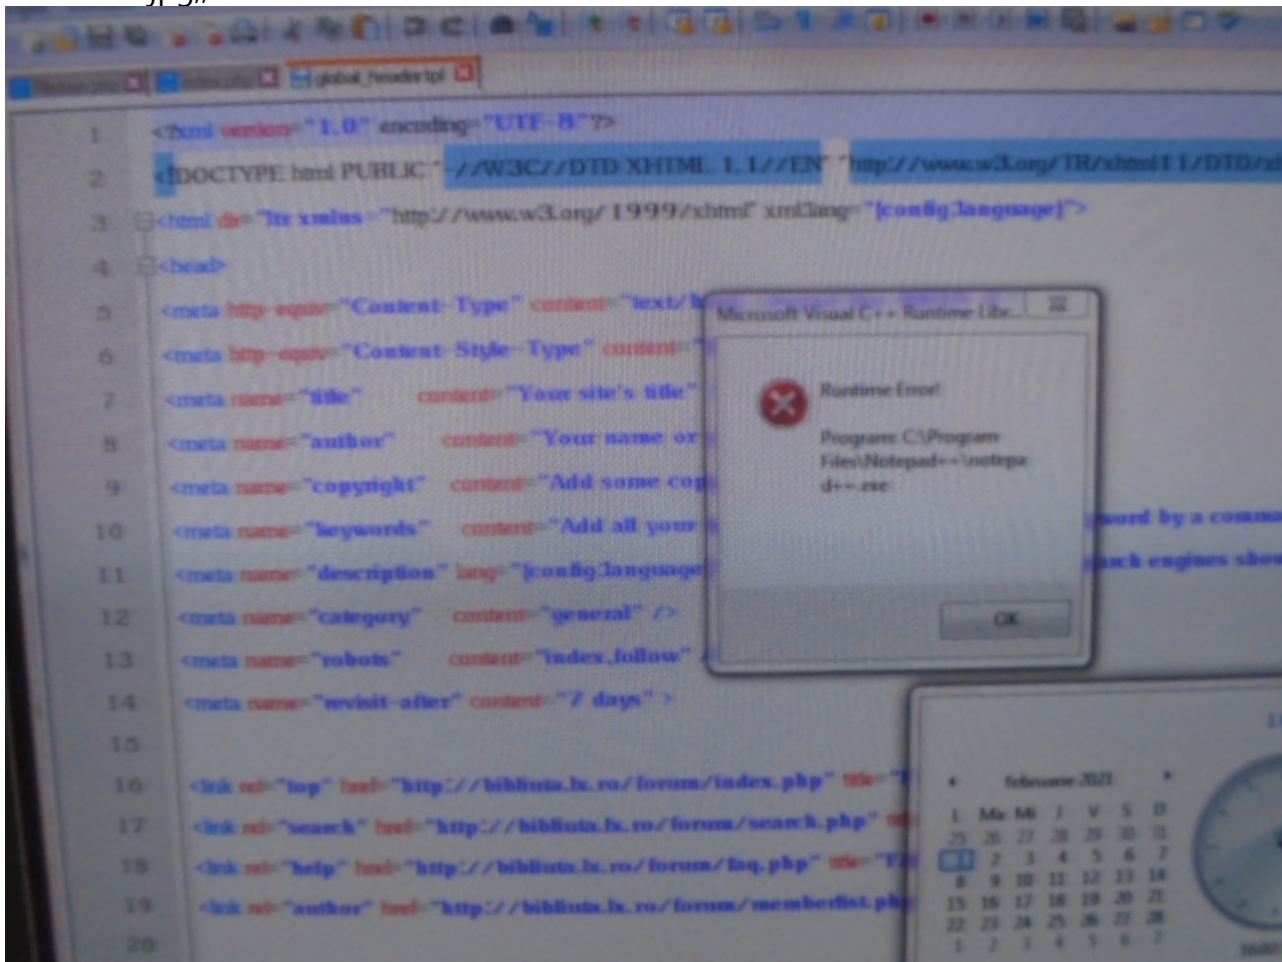 global_header.tpl
1 <?xml version="1.0" encoding="UTF-8"?>
2 <!DOCTYPE html PUBLIC "-//W3C//DTD XHTML 1.1//EN" "http://www.w3.org/TR/xhtml11/DTD/
3 <html dir="ltr xmlns="http://www.w3.org/1999/xhtml" xml:lang="{config:language}">
4 <head>
5 <meta http-equiv="Content-Type" content="text/
6 <meta http-equiv="Content-Style-Type" content="
7 <meta name="title" content="Your site's title"
8 <meta name="author" content="Your name or
9 <meta name="copyright" content="Add some
10 <meta name="keywords" content="Add all your word by a comma
11 <meta name="description" lang="{config:language engines
12 <meta name="category" content="general" />
13 <meta name="robots" content="index,follow" /
14 <meta name="revisit-after" content="7 days" >
15
16 <link rel="top" href="http://bibliuta.lx.ro/forum/index.php" title="
17 <link rel="search" href="http://bibliuta.lx.ro/forum/search.php"
18 <link rel="help" href="http://bibliuta.lx.ro/forum/faq.php" title="
19 <link rel="author" href="http://bibliuta.lx.ro/forum/memberlist.ph
20
Microsoft Visual C++ Runtime Libr...
Runtime Error!
Program: C:\Program
Files\Notepad++\notepa
d++.exe
OK
februarie 2021
L Ma Mi J V S D
25 26 27 28 29 30 31
1 2 3 4 5 6 7
8 9 10 11 12 13 14
15 16 17 18 19 20 21
22 23 24 25 26 27 28
1 2 3 4 5 6 7